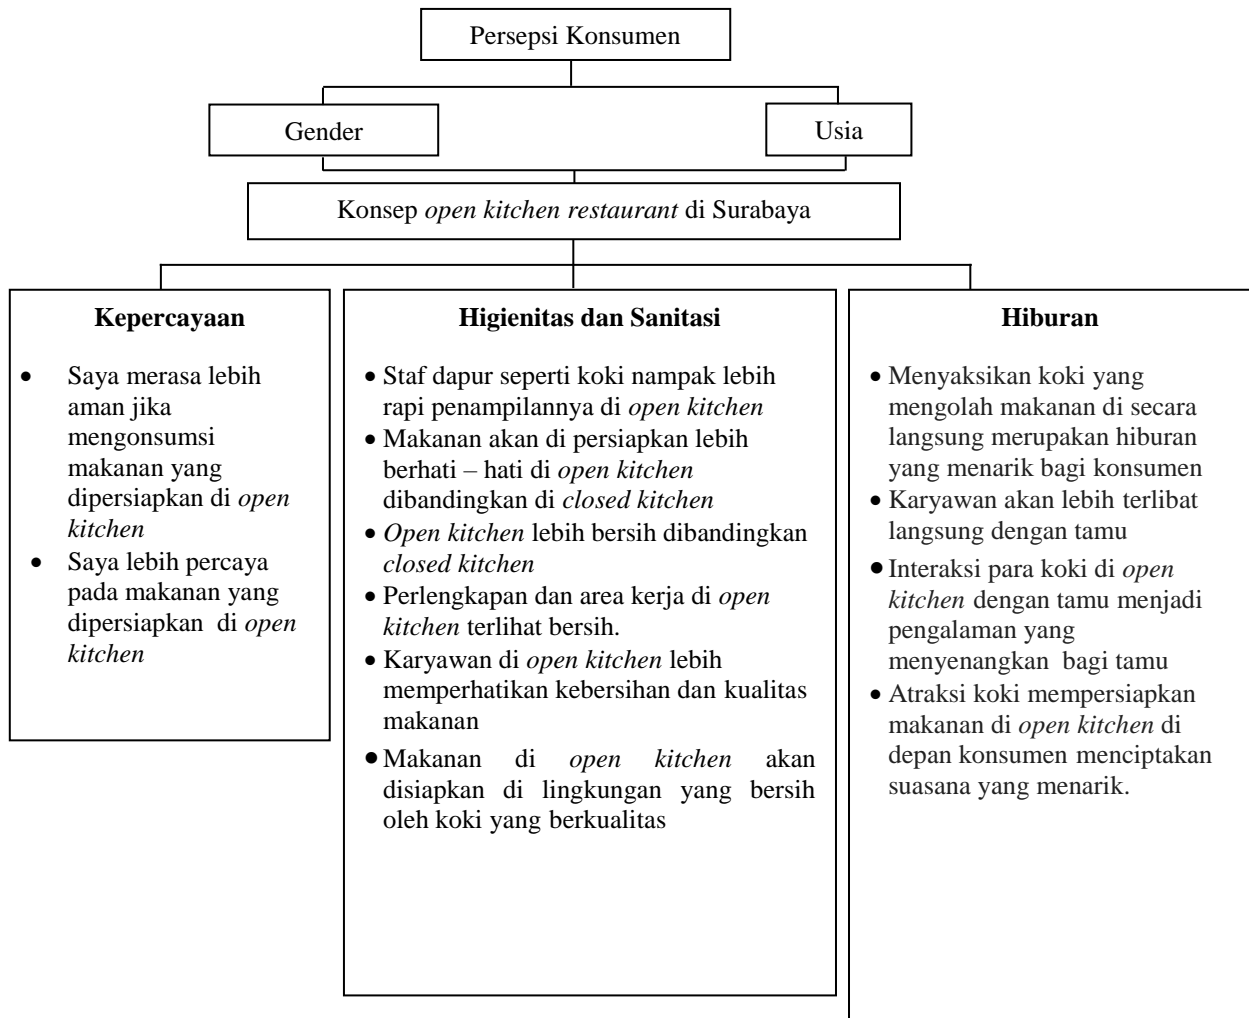 Persepsi Konsumen
Gender
Usia
Konsep open kitchen restaurant di Surabaya
Kepercayaan
• Saya merasa lebih
aman jika
mengonsumsi
makanan yang
dipersiapkan di open
kitchen
• Saya lebih percaya
pada makanan yang
dipersiapkan di open
kitchen
Higienitas dan Sanitasi
• Staf dapur seperti koki nampak lebih
rapi penampilannya di open kitchen
• Makanan akan di persiapkan lebih
berhati – hati di open kitchen
dibandingkan di closed kitchen
• Open kitchen lebih bersih dibandingkan
closed kitchen
• Perlengkapan dan area kerja di open
kitchen terlihat bersih.
• Karyawan di open kitchen lebih
memperhatikan kebersihan dan kualitas
makanan
• Makanan di open kitchen akan
disiapkan di lingkungan yang bersih
oleh koki yang berkualitas
Hiburan
• Menyaksikan koki yang
mengolah makanan di secara
langsung merupakan hiburan
yang menarik bagi konsumen
• Karyawan akan lebih terlibat
langsung dengan tamu
• Interaksi para koki di open
kitchen dengan tamu menjadi
pengalaman yang
menyenangkan bagi tamu
• Atraksi koki mempersiapkan
makanan di open kitchen di
depan konsumen menciptakan
suasana yang menarik.